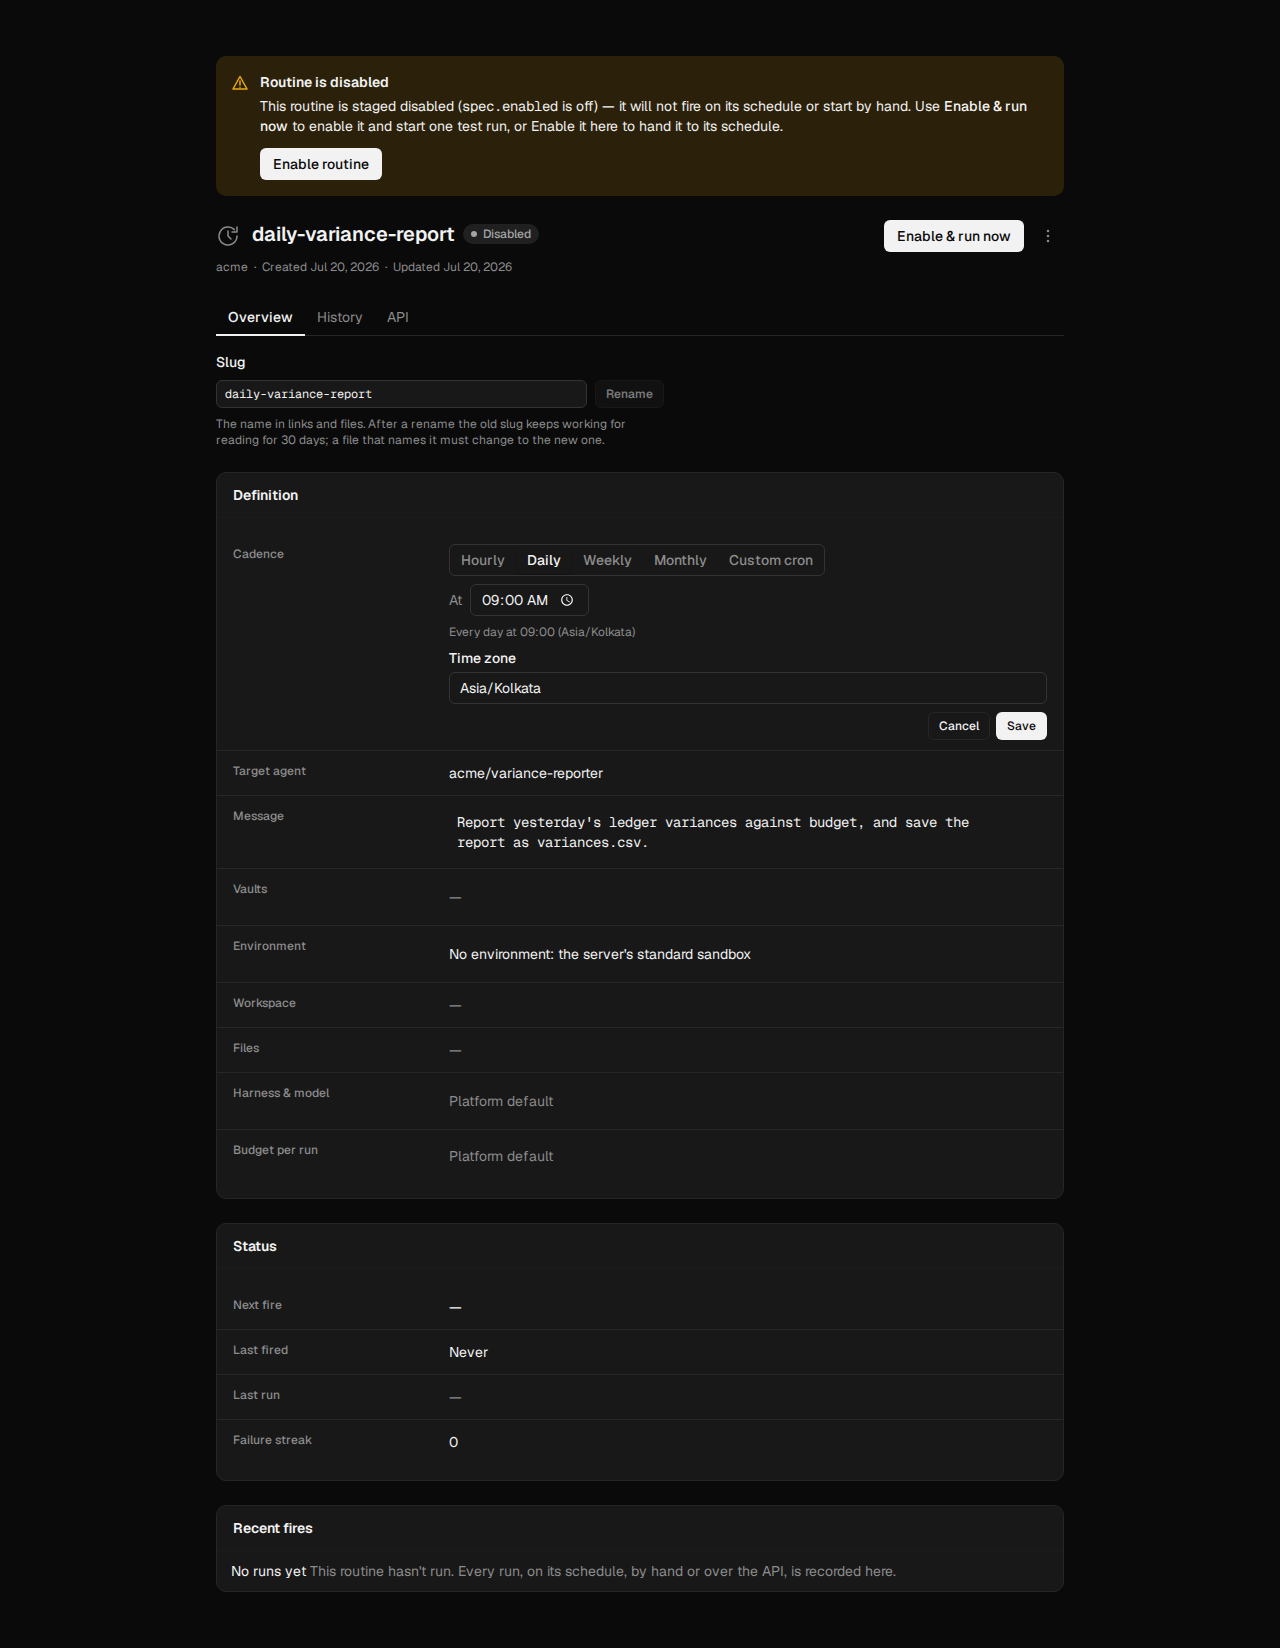 Routine is disabled
This routine is staged disabled (spec.enabled is off) — it will not fire on its schedule or start by hand. Use Enable & run
now to enable it and start one test run, or Enable it here to hand it to its schedule.
Enable routine
daily-variance-report
Disabled
Enable & run now
acme · Created Jul 20, 2026 · Updated Jul 20, 2026
Overview History API
Slug
daily-variance-report
Rename
The name in links and files. After a rename the old slug keeps working for
reading for 30 days; a file that names it must change to the new one.
Definition
Cadence
Hourly Daily Weekly Monthly Custom cron
At 09:00 AM
Every day at 09:00 (Asia/Kolkata)
Time zone
Asia/Kolkata
Cancel Save
Target agent acme/variance-reporter
Message
Report yesterday's ledger variances against budget, and save the
report as variances.csv.
Vaults —
Environment No environment: the server's standard sandbox
Workspace —
Files —
Harness & model Platform default
Budget per run Platform default
Status
Next fire —
Last fired Never
Last run —
Failure streak 0
Recent fires
No runs yet This routine hasn't run. Every run, on its schedule, by hand or over the API, is recorded here.